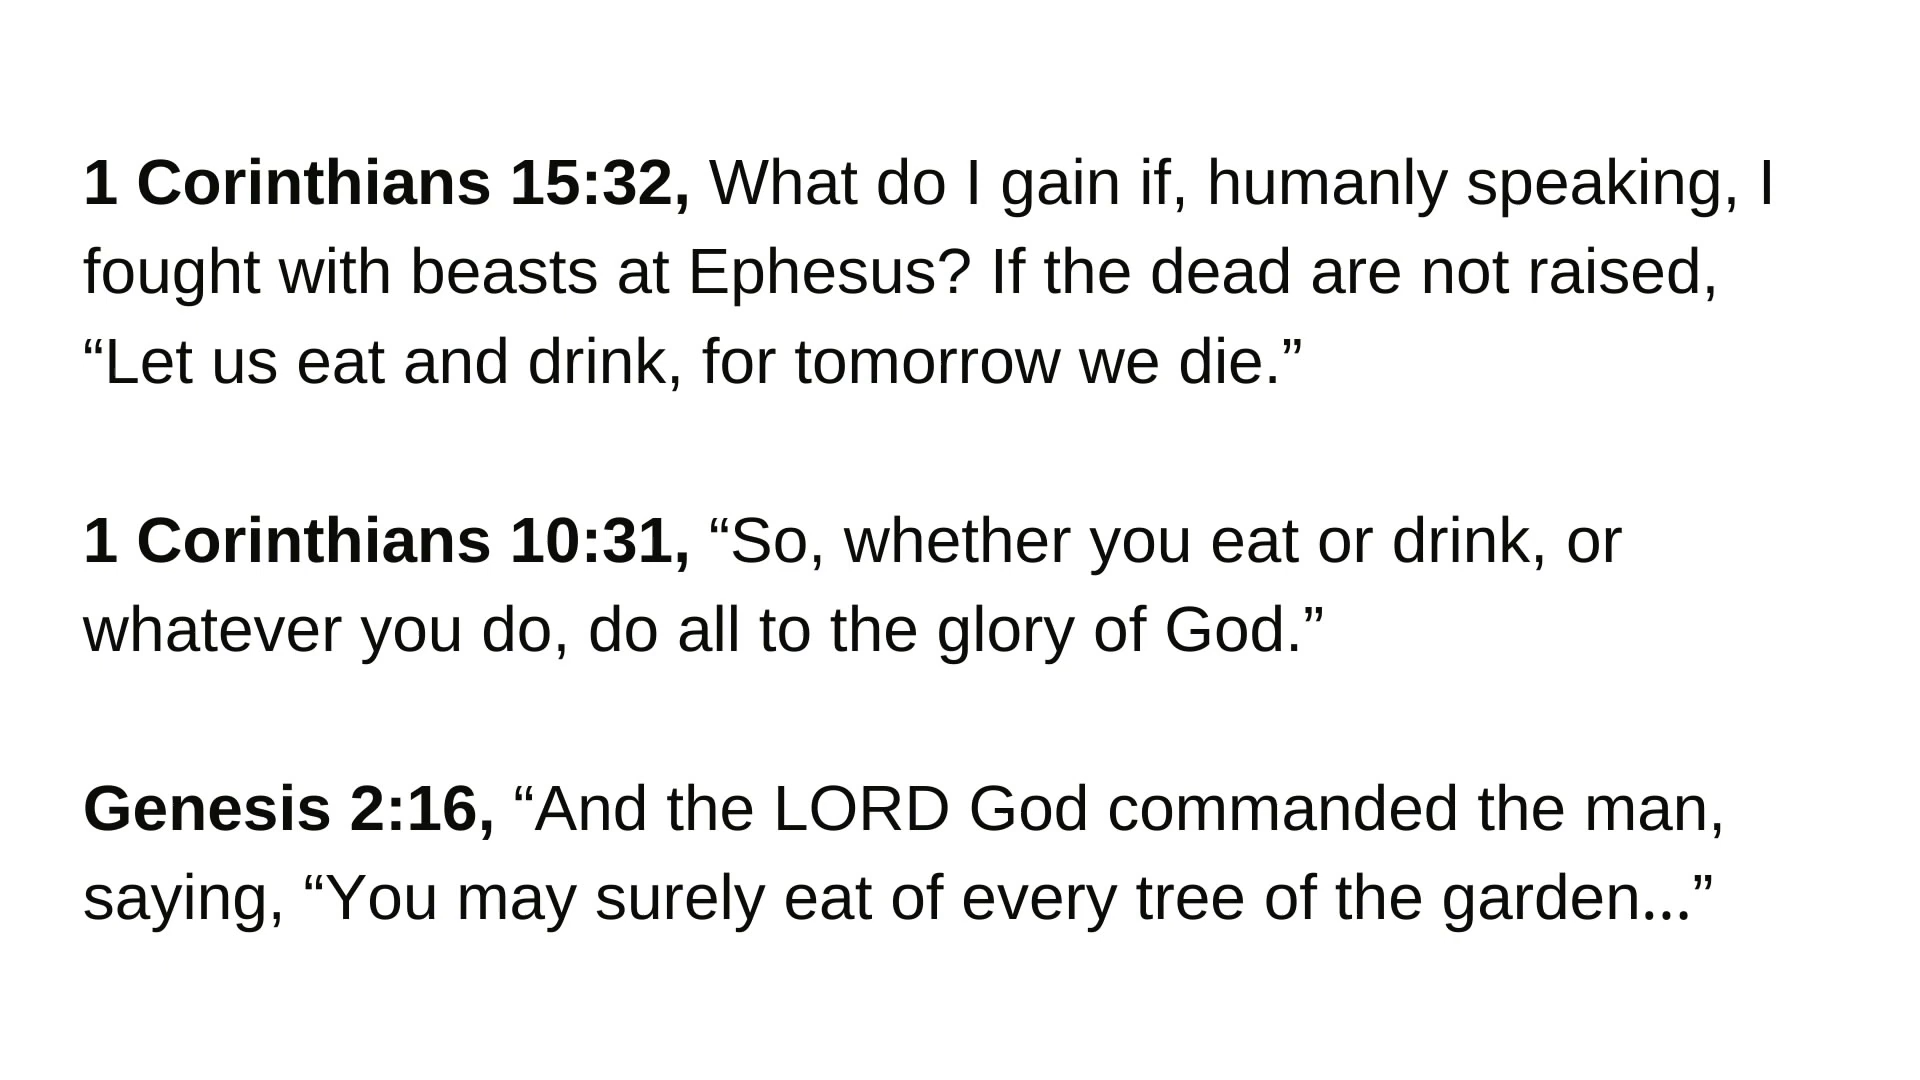 1 Corinthians 15:32, What do I gain if, humanly speaking, I
fought with beasts at Ephesus? If the dead are not raised,
“Let us eat and drink, for tomorrow we die.”
1 Corinthians 10:31, “So, whether you eat or drink, or
whatever you do, do all to the glory of God.”
Genesis 2:16, “And the LORD God commanded the man,
saying, “You may surely eat of every tree of the garden...”